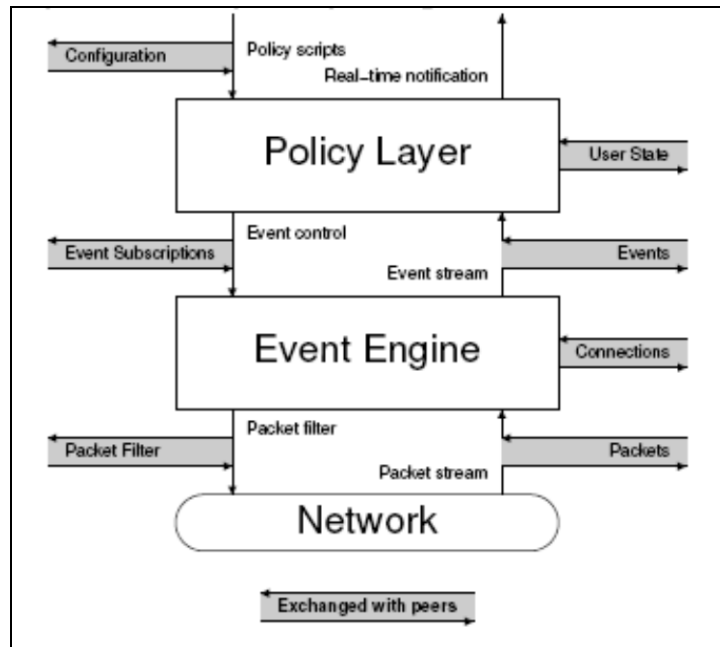 Configuration
Policy scripts
Real-time notification
Policy Layer
User State
Event control
Event Subscriptions
Events
Event stream
Event Engine
Connections
Packet filter
Packet Filter
Packets
Packet stream
Network
Exchanged with peers